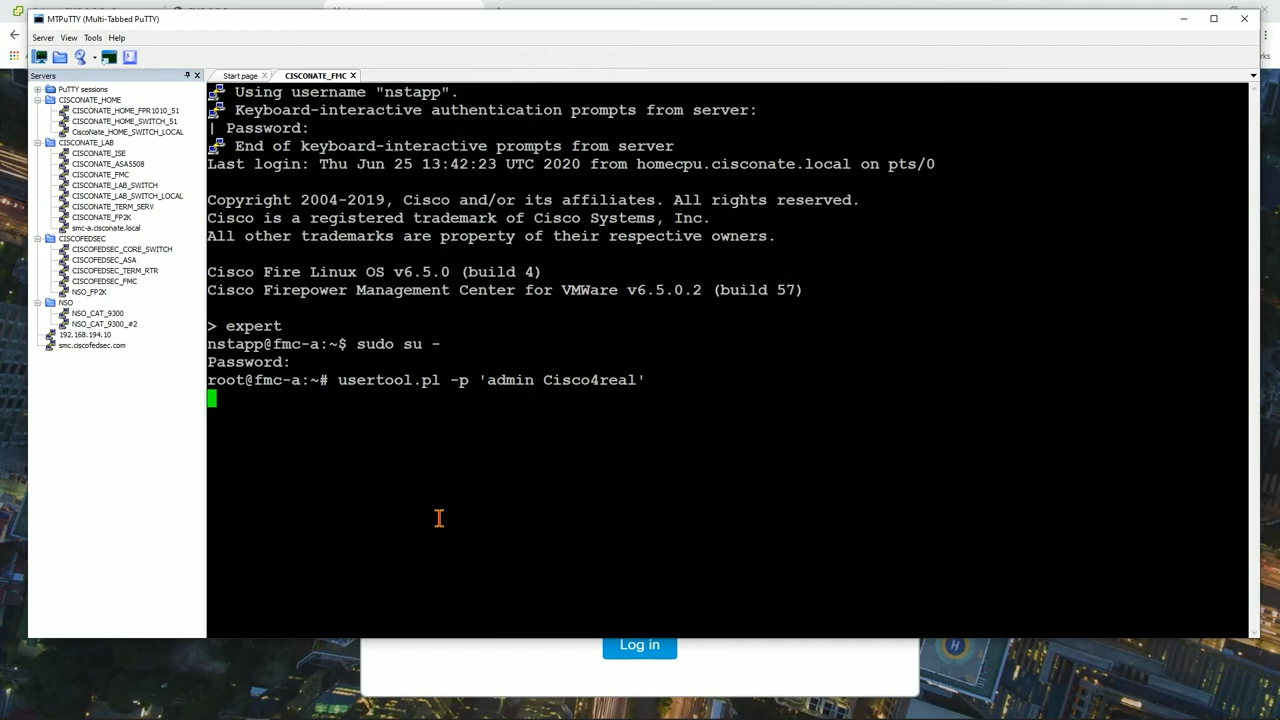 MTPuTTY (Multi-Tabbed PuTTY)
Server View Tools Help
Servers
Start page
CISCONATE_FMC
PuTTY sessions
CISCONATE_HOME
CISCONATE_HOME_FPR1010_51
CISCONATE_HOME_SWITCH_51
CiscoNate_HOME_SWITCH_LOCAL
CISCONATE_LAB
CISCONATE_ISE
CISCONATE_ASA5508
CISCONATE_FMC
CISCONATE_LAB_SWITCH
CISCONATE_LAB_SWITCH_LOCAL
CISCONATE_TERM_SERV
CISCONATE_FP2K
smc-a.cisconate.local
CISCOFEDSEC
CISCOFEDSEC_CORE_SWITCH
CISCOFEDSEC_ASA
CISCOFEDSEC_TERM_RTR
CISCOFEDSEC_FMC
NSO_FP2K
NSO
NSO_CAT_9300
NSO_CAT_9300_#2
192.168.194.10
smc.ciscofedsec.com
Using username "nstapp".
Keyboard-interactive authentication prompts from server:
| Password:
End of keyboard-interactive prompts from server
Last login: Thu Jun 25 13:42:23 UTC 2020 from homecpu.cisconate.local on pts/0
Copyright 2004-2019, Cisco and/or its affiliates. All rights reserved.
Cisco is a registered trademark of Cisco Systems, Inc.
All other trademarks are property of their respective owners.
Cisco Fire Linux OS v6.5.0 (build 4)
Cisco Firepower Management Center for VMWare v6.5.0.2 (build 57)
> expert
nstapp@fmc-a:~$ sudo su -
Password:
root@fmc-a:~# usertool.pl -p 'admin Cisco4real'
Log in
H